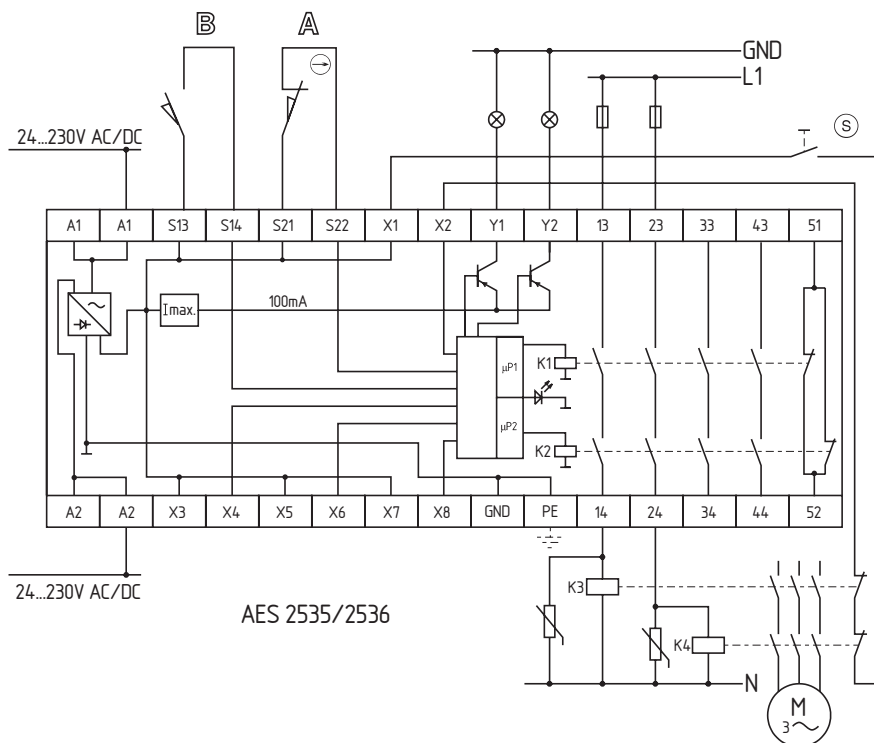 B A
GND
L1
S
24...230V AC/DC
A1 A1 S13 S14 S21 S22 X1 X2 Y1 Y2 13 23 33 43 51
Imax.
100mA
µP1
K1
µP2
K2
A2 A2 X3 X4 X5 X6 X7 X8 GND PE 14 24 34 44 52
24...230V AC/DC
K3
AES 2535/2536
K4
N
M
3